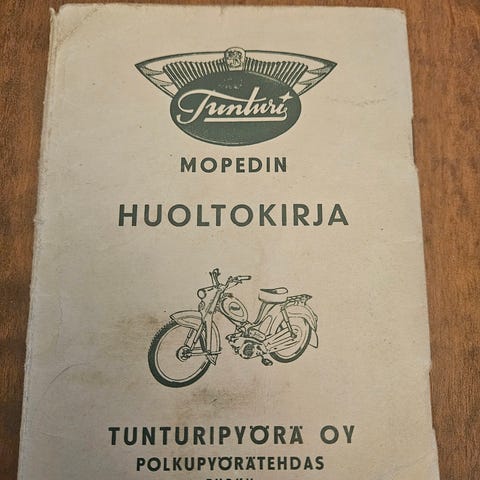 Tunturi
MOPEDIN
HUOLTOKIRJA
TUNTURIPYÖRÄ OY
POLKUPYÖRÄTEHDAS